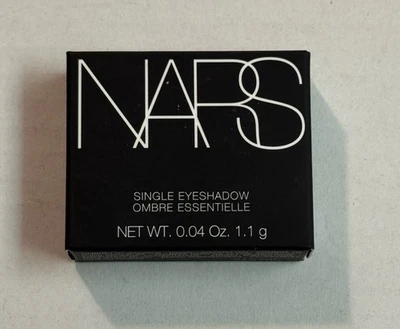 NARS
SINGLE EYESHADOW
OMBRE ESSENTIELLE
NET WT. 0.04 Oz. 1.1 g